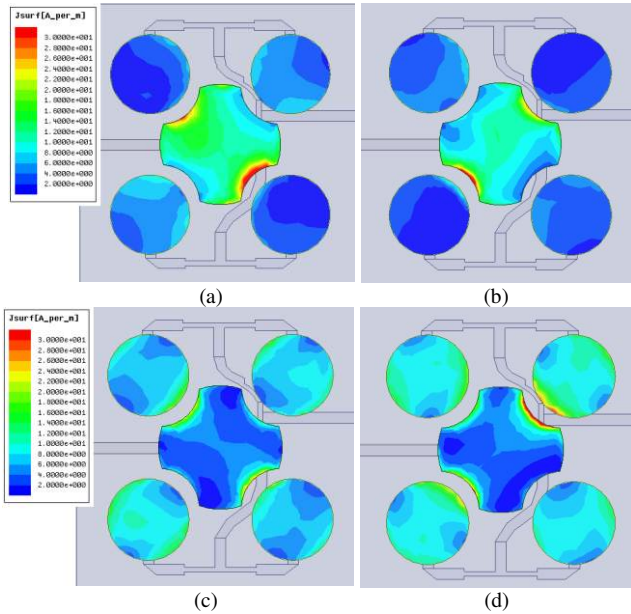 Jsurf[A_per_m]
3.0000e+001
2.8000e+001
2.6000e+001
2.4000e+001
2.2000e+001
2.0000e+001
1.8000e+001
1.6000e+001
1.4000e+001
1.2000e+001
1.0000e+001
8.0000e+000
6.0000e+000
4.0000e+000
2.0000e+000
(a)
(b)
Jsurf[A_per_m]
3.0000e+001
2.8000e+001
2.6000e+001
2.4000e+001
2.2000e+001
2.0000e+001
1.8000e+001
1.6000e+001
1.4000e+001
1.2000e+001
1.0000e+001
8.0000e+000
6.0000e+000
4.0000e+000
2.0000e+000
(c)
(d)